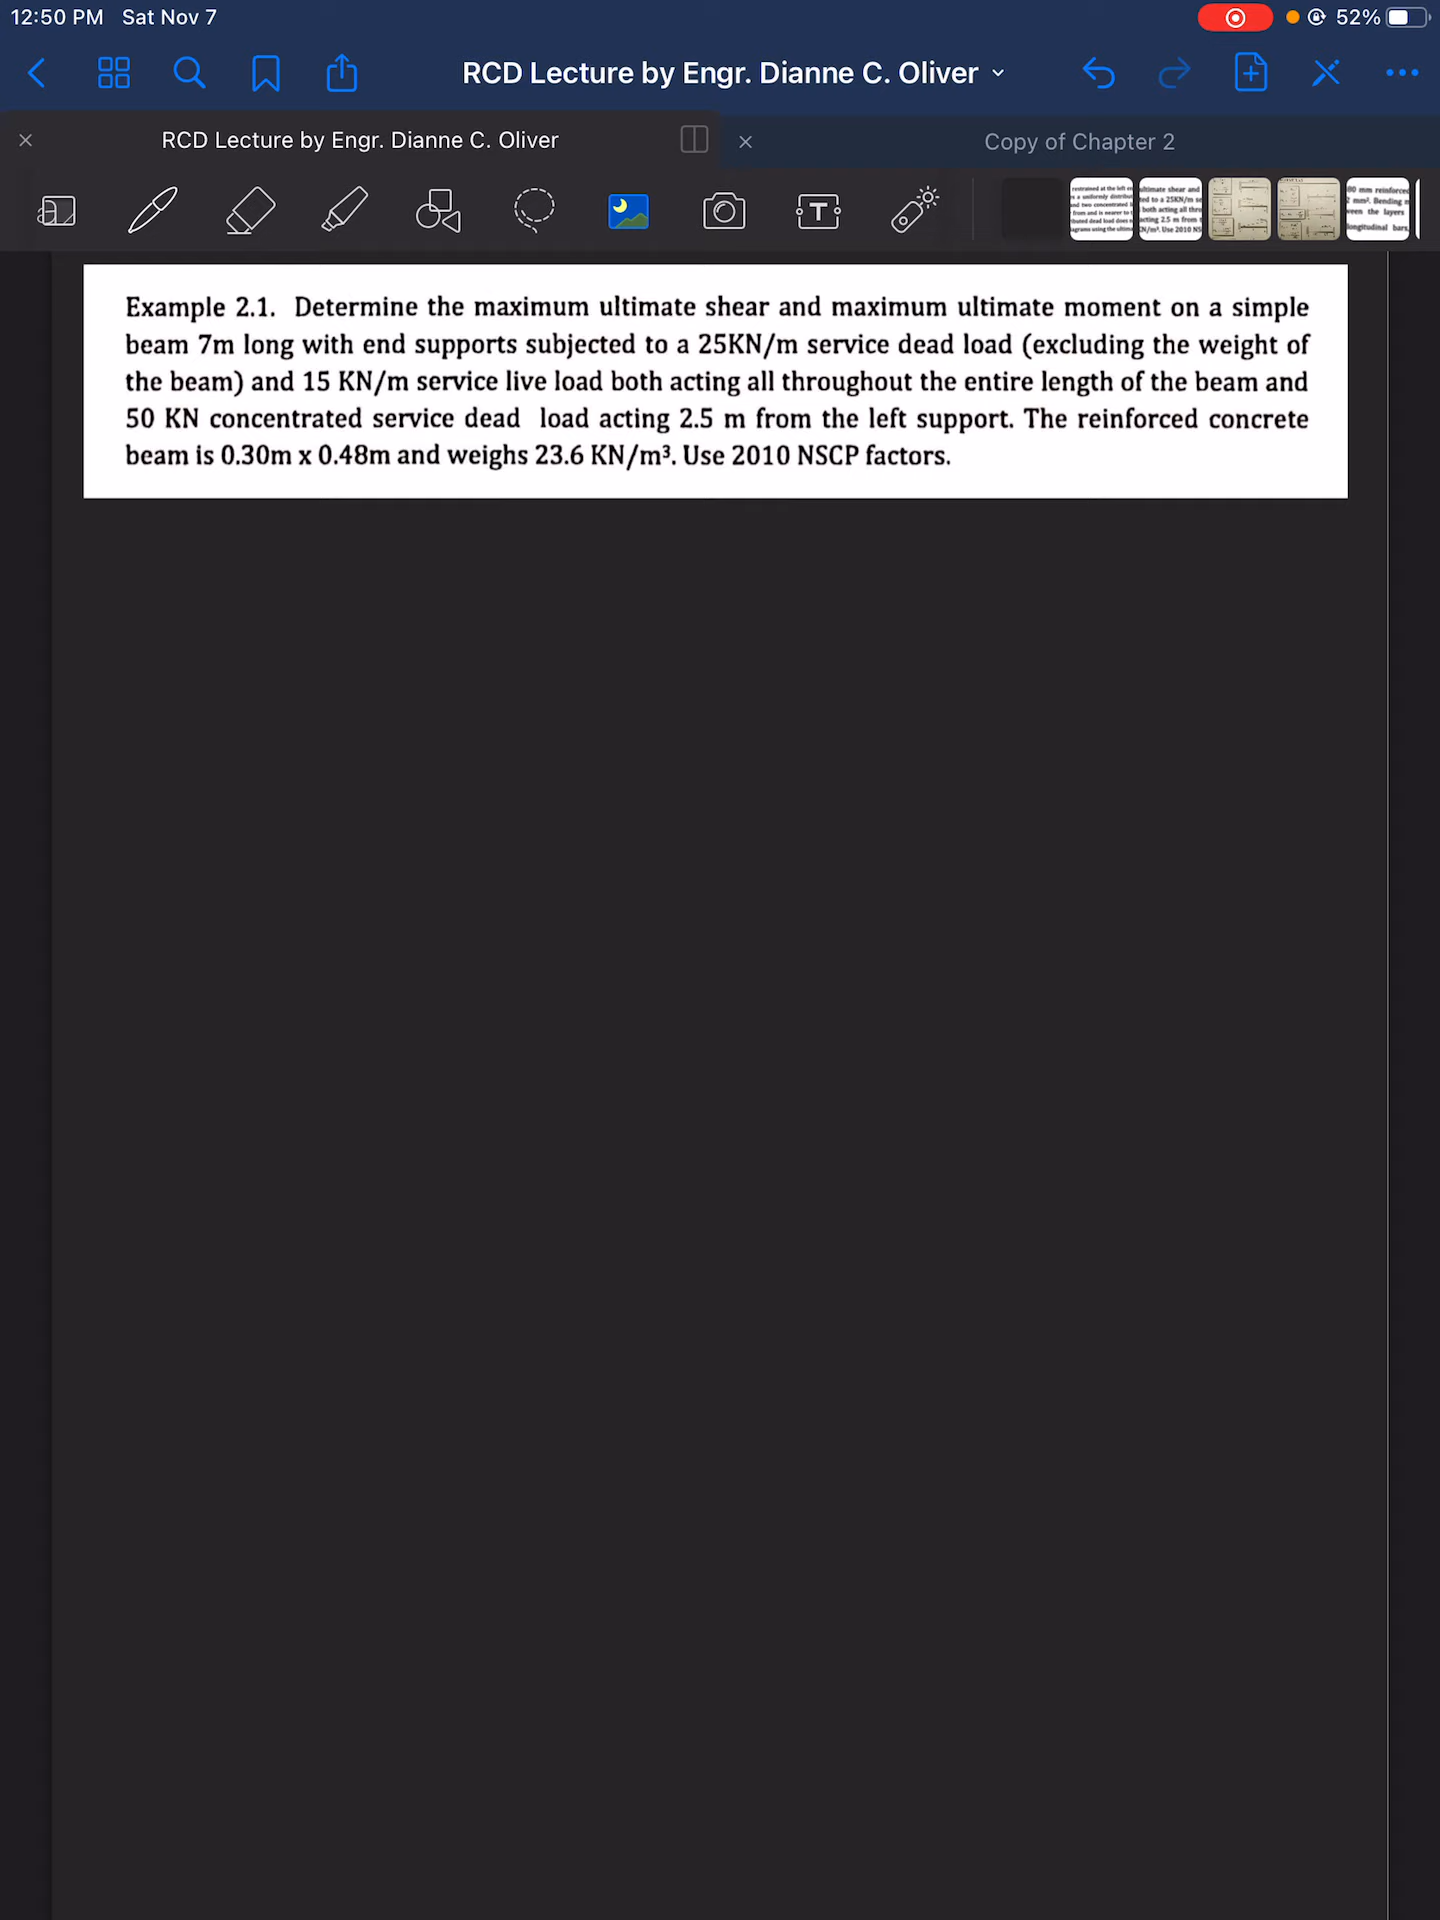 12:50 PM Sat Nov 7
52%
RCD Lecture by Engr. Dianne C. Oliver
RCD Lecture by Engr. Dianne C. Oliver
Copy of Chapter 2
Example 2.1. Determine the maximum ultimate shear and maximum ultimate moment on a simple
beam 7m long with end supports subjected to a 25KN/m service dead load (excluding the weight of
the beam) and 15 KN/m service live load both acting all throughout the entire length of the beam and
50 KN concentrated service dead load acting 2.5 m from the left support. The reinforced concrete
beam is 0.30m x 0.48m and weighs 23.6 KN/m³. Use 2010 NSCP factors.